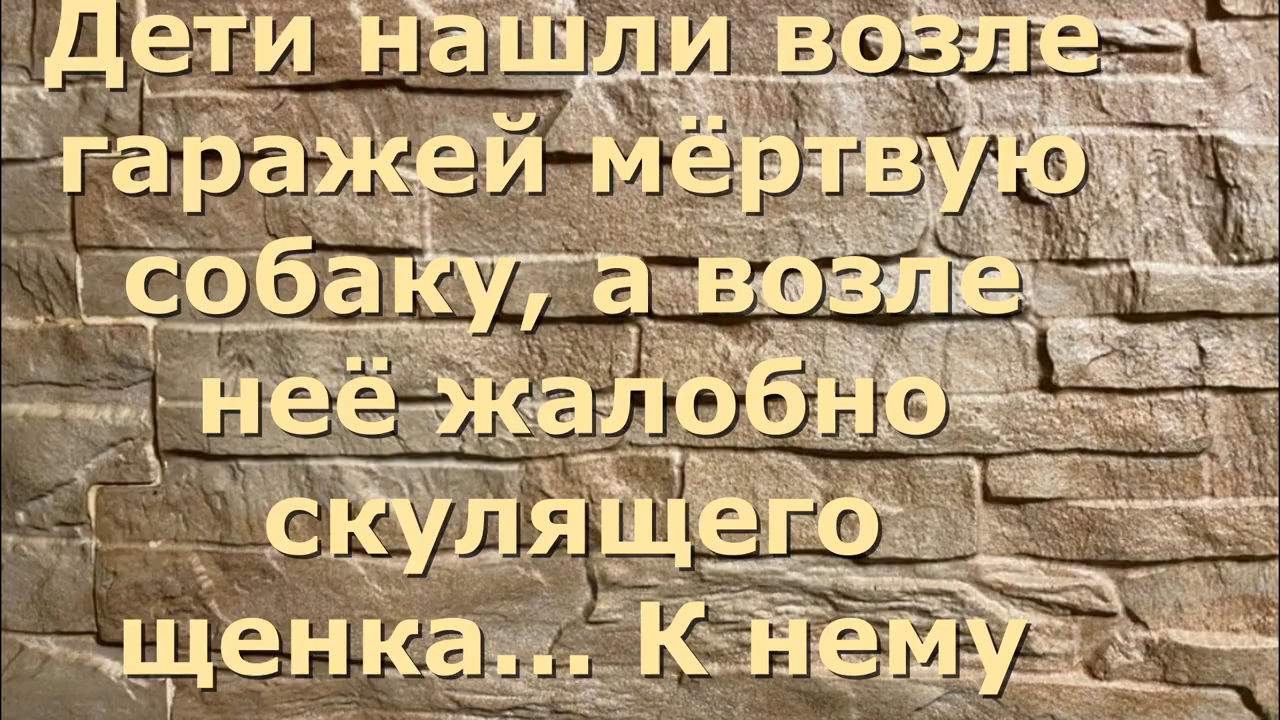 Дети нашли возле
гаражей мёртвую
собаку, а возле
неё жалобно
скулящего
щенка... К нему